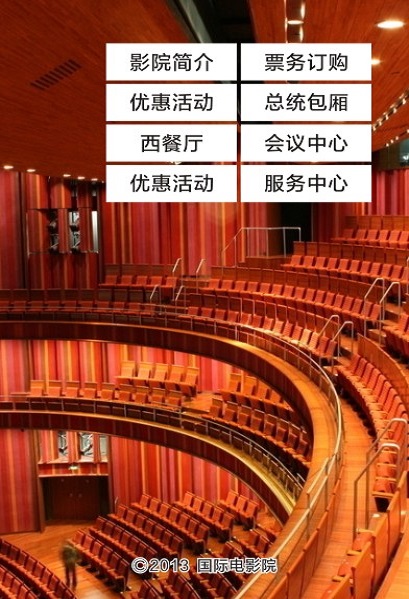 影院简介 票务订购
优惠活动 总统包厢
西餐厅 会议中心
优惠活动 服务中心
©2013 国际电影院